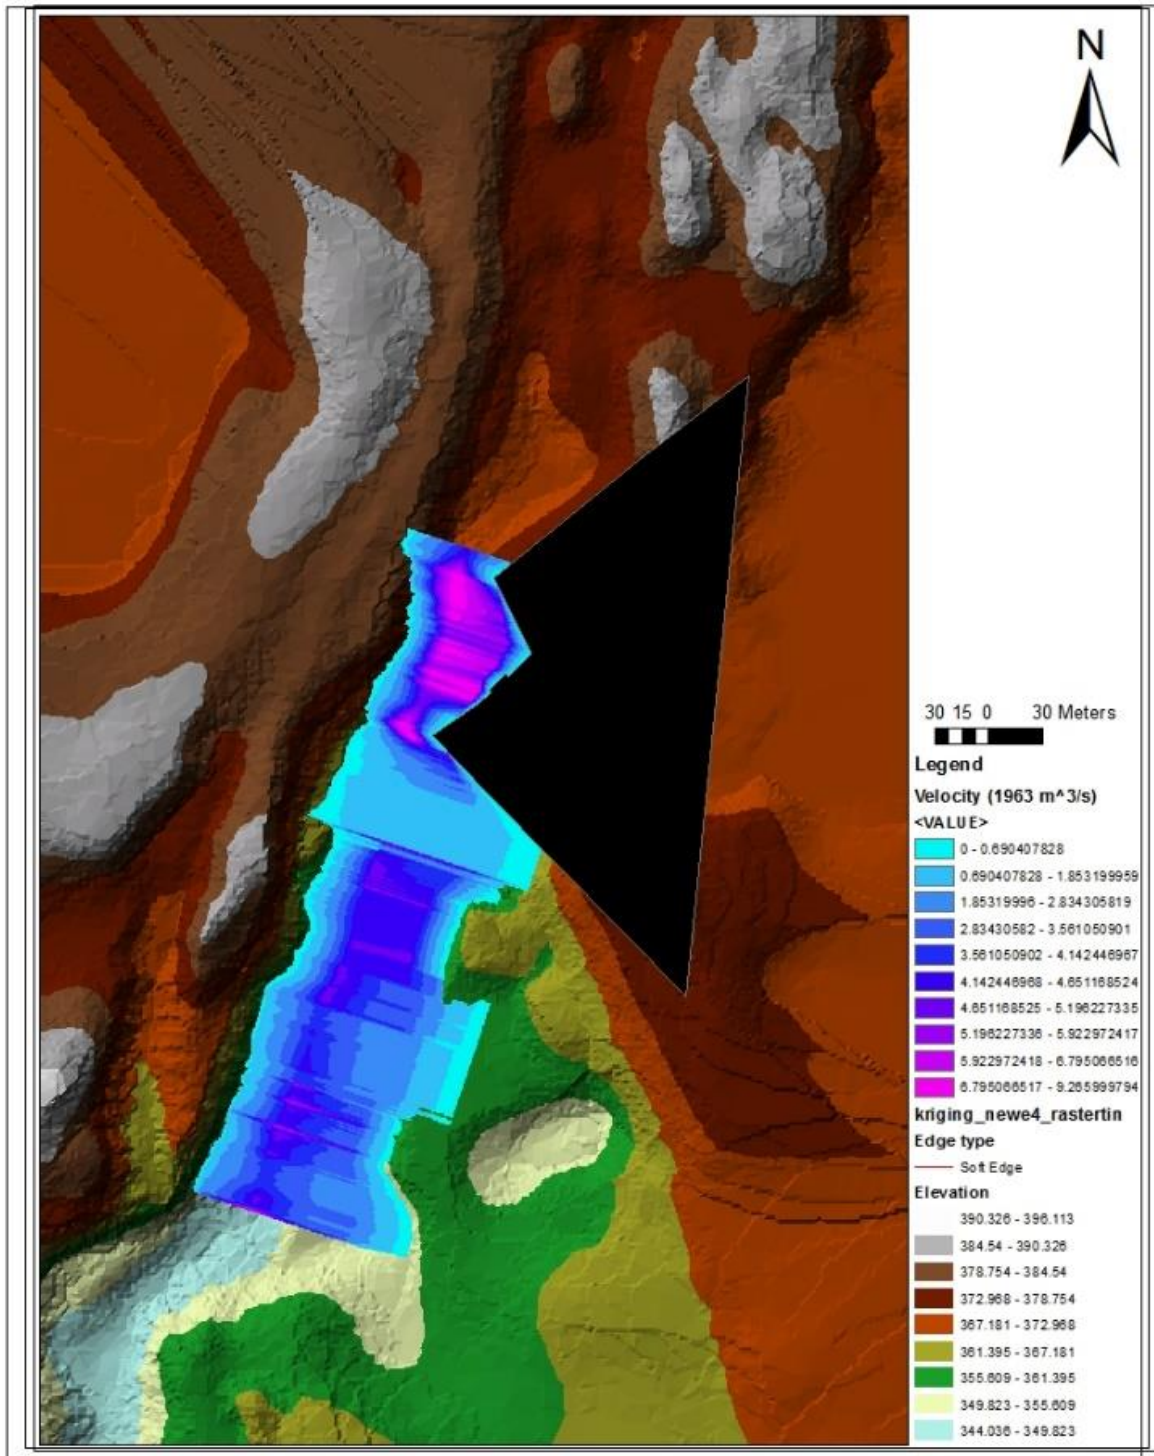 N
30 15 0 30 Meters
Legend
Velocity (1963 m^3/s)
<VALUE>
0 - 0.690407828
0.690407828 - 1.853199959
1.85319996 - 2.834305819
2.83430582 - 3.561050901
3.561050902 - 4.142446967
4.142446968 - 4.651168524
4.651168525 - 5.196227335
5.196227336 - 5.922972417
5.922972418 - 6.795066516
6.795066517 - 9.265999794
kriging_newe4_rastertin
Edge type
Soft Edge
Elevation
390.326 - 396.113
384.54 - 390.326
378.754 - 384.54
372.968 - 378.754
367.181 - 372.968
361.395 - 367.181
355.609 - 361.395
349.823 - 355.609
344.036 - 349.823